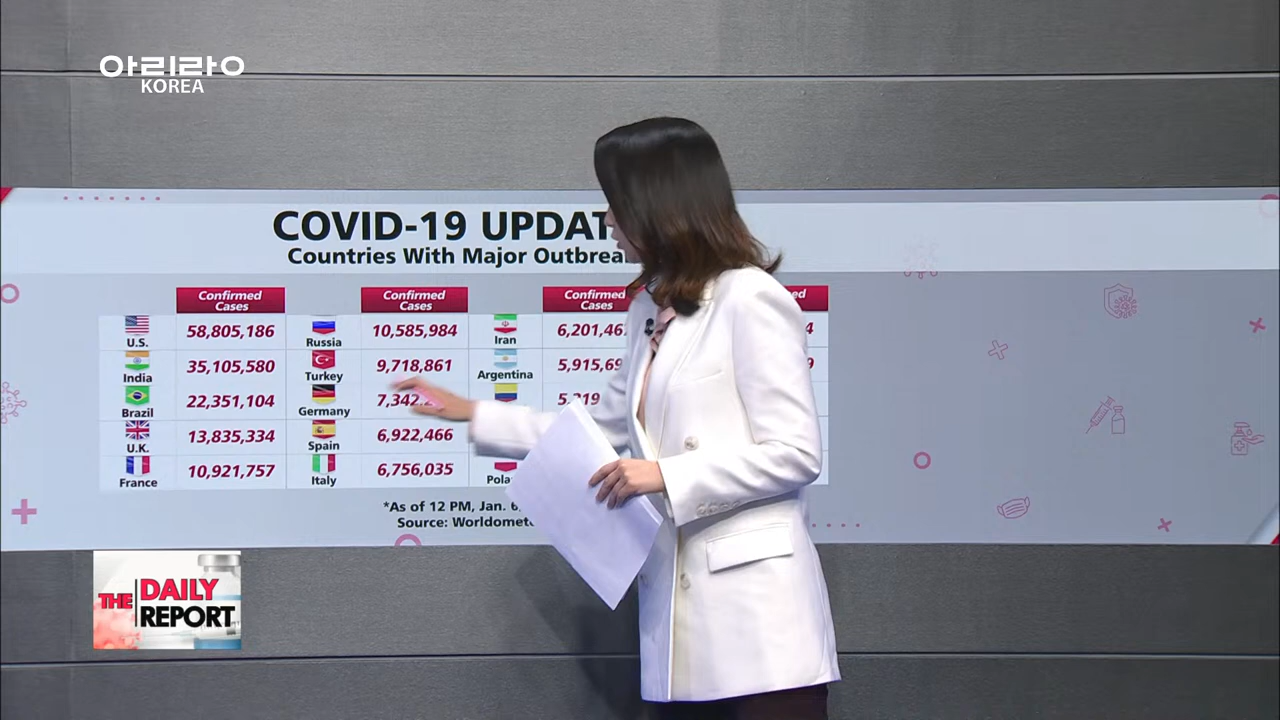 아리랑
KOREA
COVID-19
Countries With Major
Confirmed Cases Confirmed Cases Confirmed Cases
U.S. 58,805,186 Russia 10,585,984 Iran
India 35,105,580 Turkey 9,718,861 Argentina
Brazil 22,351,104 Germany
U.K. 13,835,334 Spain 6,922,466
France 10,921,757 Italy 6,756,035
*As of 12 PM, Jan.
Source:
THE DAILY
REPORT